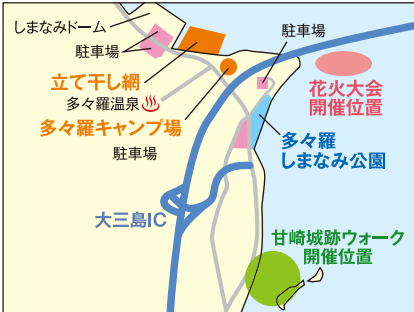 しまなみドーム
駐車場
駐車場
立て干し網
多々羅温泉
多々羅キャンプ場
駐車場
花火大会
開催位置
多々羅
しまなみ公園
大三島IC
甘崎城跡ウォーク
開催位置